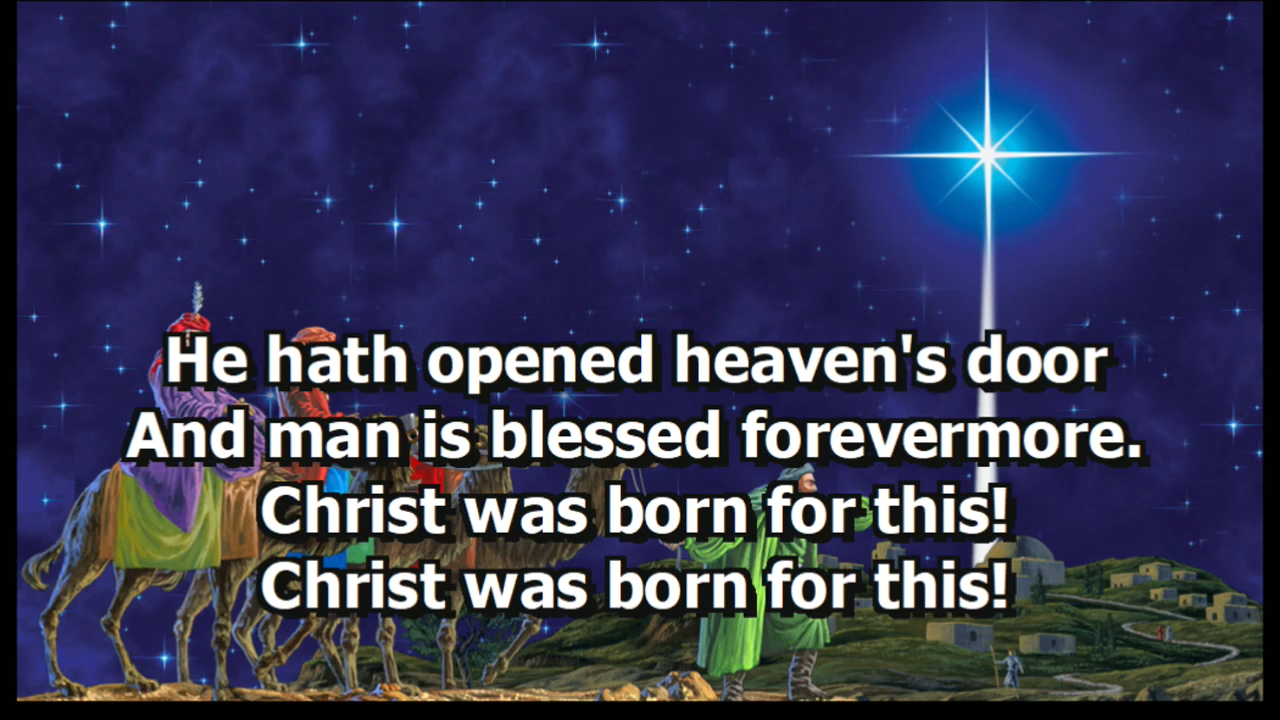 He hath opened heaven's door
And man is blessed forevermore.
Christ was born for this!
Christ was born for this!